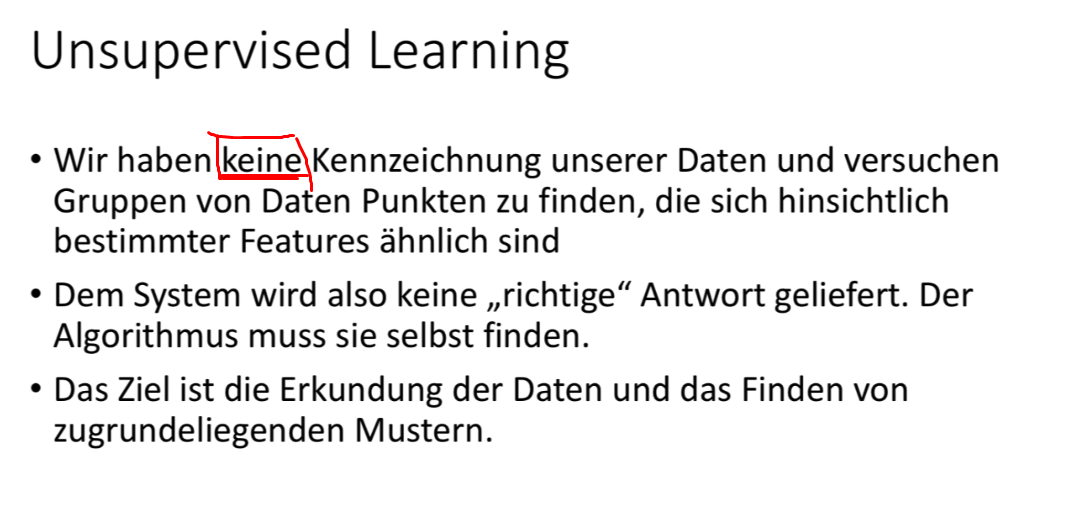 Unsupervised Learning
• Wir haben keine Kennzeichnung unserer Daten und versuchen
Gruppen von Daten Punkten zu finden, die sich hinsichtlich
bestimmter Features ähnlich sind
• Dem System wird also keine „richtige“ Antwort geliefert. Der
Algorithmus muss sie selbst finden.
• Das Ziel ist die Erkundung der Daten und das Finden von
zugrundeliegenden Mustern.